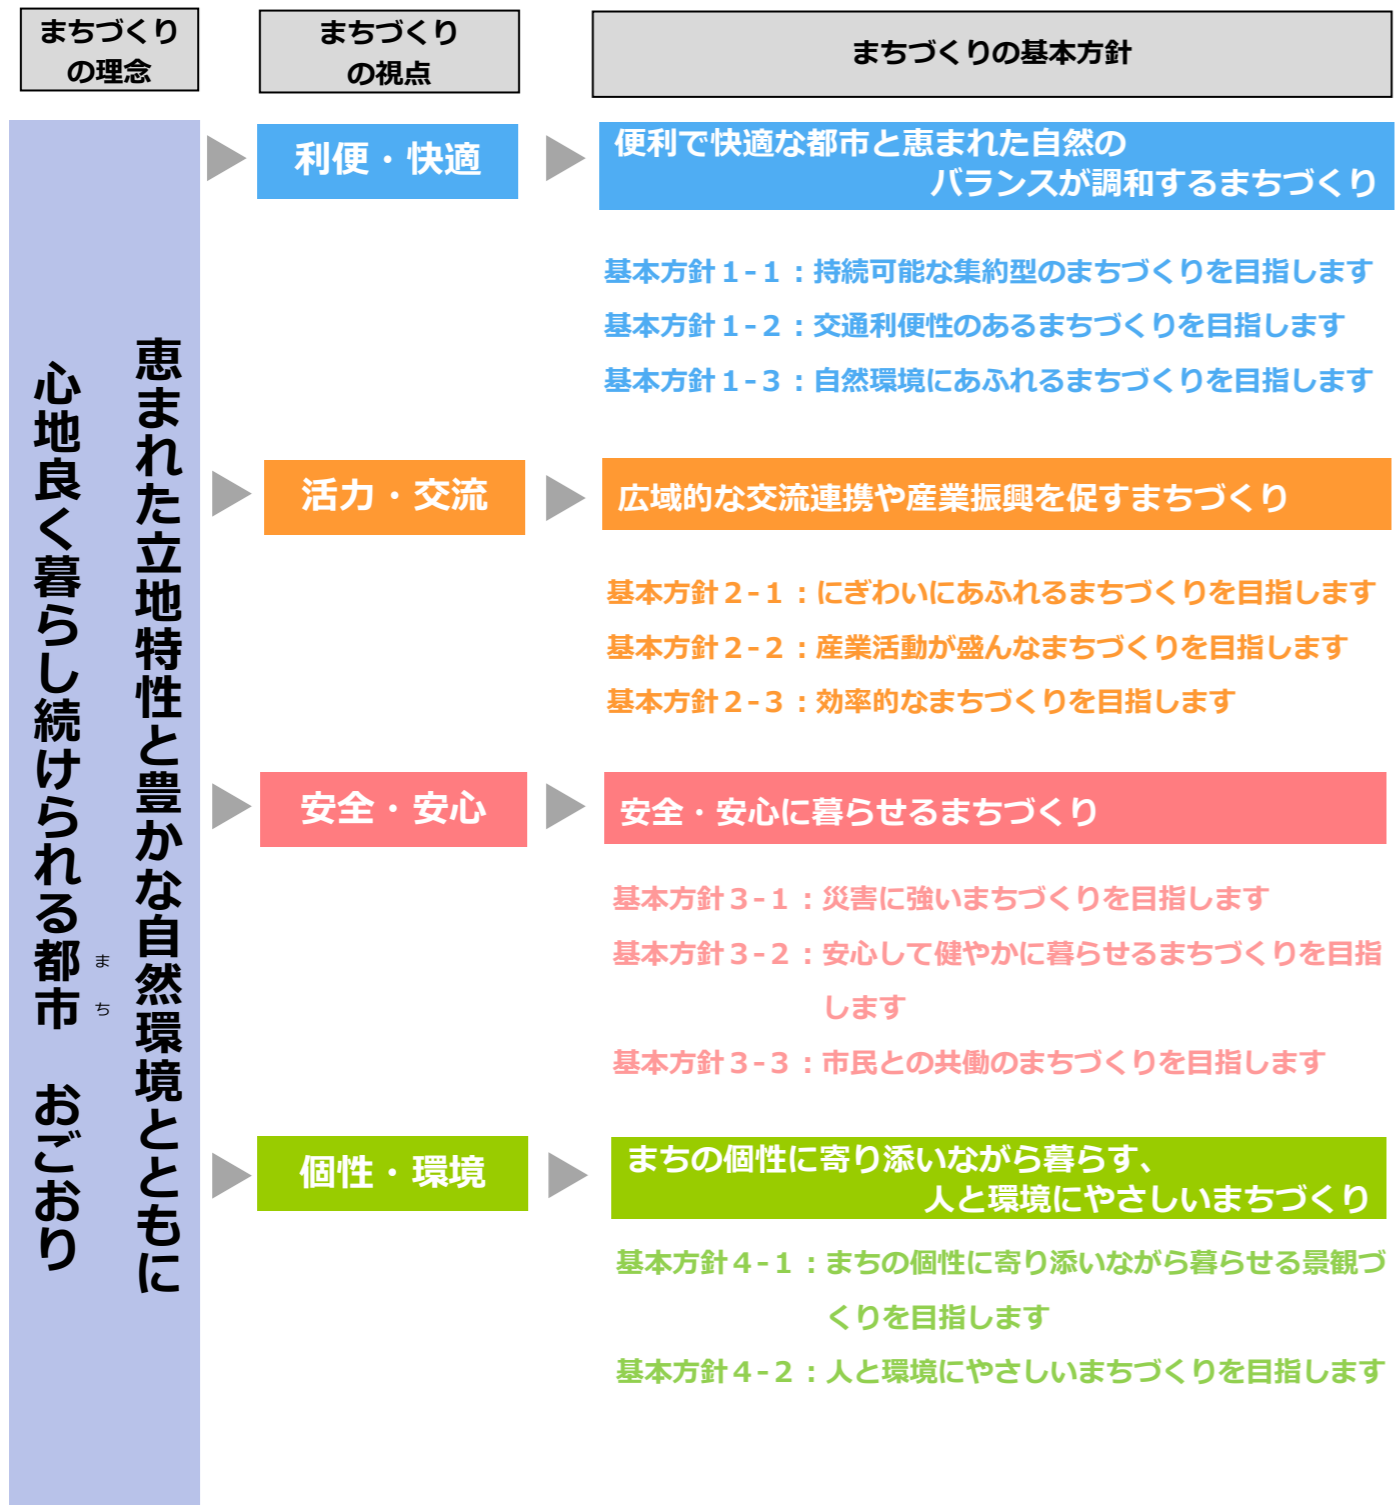 まちづくり
の理念
まちづくり
の視点
まちづくりの基本方針
恵まれた立地特性と豊かな自然環境とともに
心地良く暮らし続けられる都市　おごおり
まち
利便・快適
便利で快適な都市と恵まれた自然の
バランスが調和するまちづくり
基本方針１-１：持続可能な集約型のまちづくりを目指します
基本方針１-２：交通利便性のあるまちづくりを目指します
基本方針１-３：自然環境にあふれるまちづくりを目指します
活力・交流
広域的な交流連携や産業振興を促すまちづくり
基本方針２-１：にぎわいにあふれるまちづくりを目指します
基本方針２-２：産業活動が盛んなまちづくりを目指します
基本方針２-３：効率的なまちづくりを目指します
安全・安心
安全・安心に暮らせるまちづくり
基本方針３-１：災害に強いまちづくりを目指します
基本方針３-２：安心して健やかに暮らせるまちづくりを目指
します
基本方針３-３：市民との共働のまちづくりを目指します
個性・環境
まちの個性に寄り添いながら暮らす、
人と環境にやさしいまちづくり
基本方針４-１：まちの個性に寄り添いながら暮らせる景観づ
くりを目指します
基本方針４-２：人と環境にやさしいまちづくりを目指します